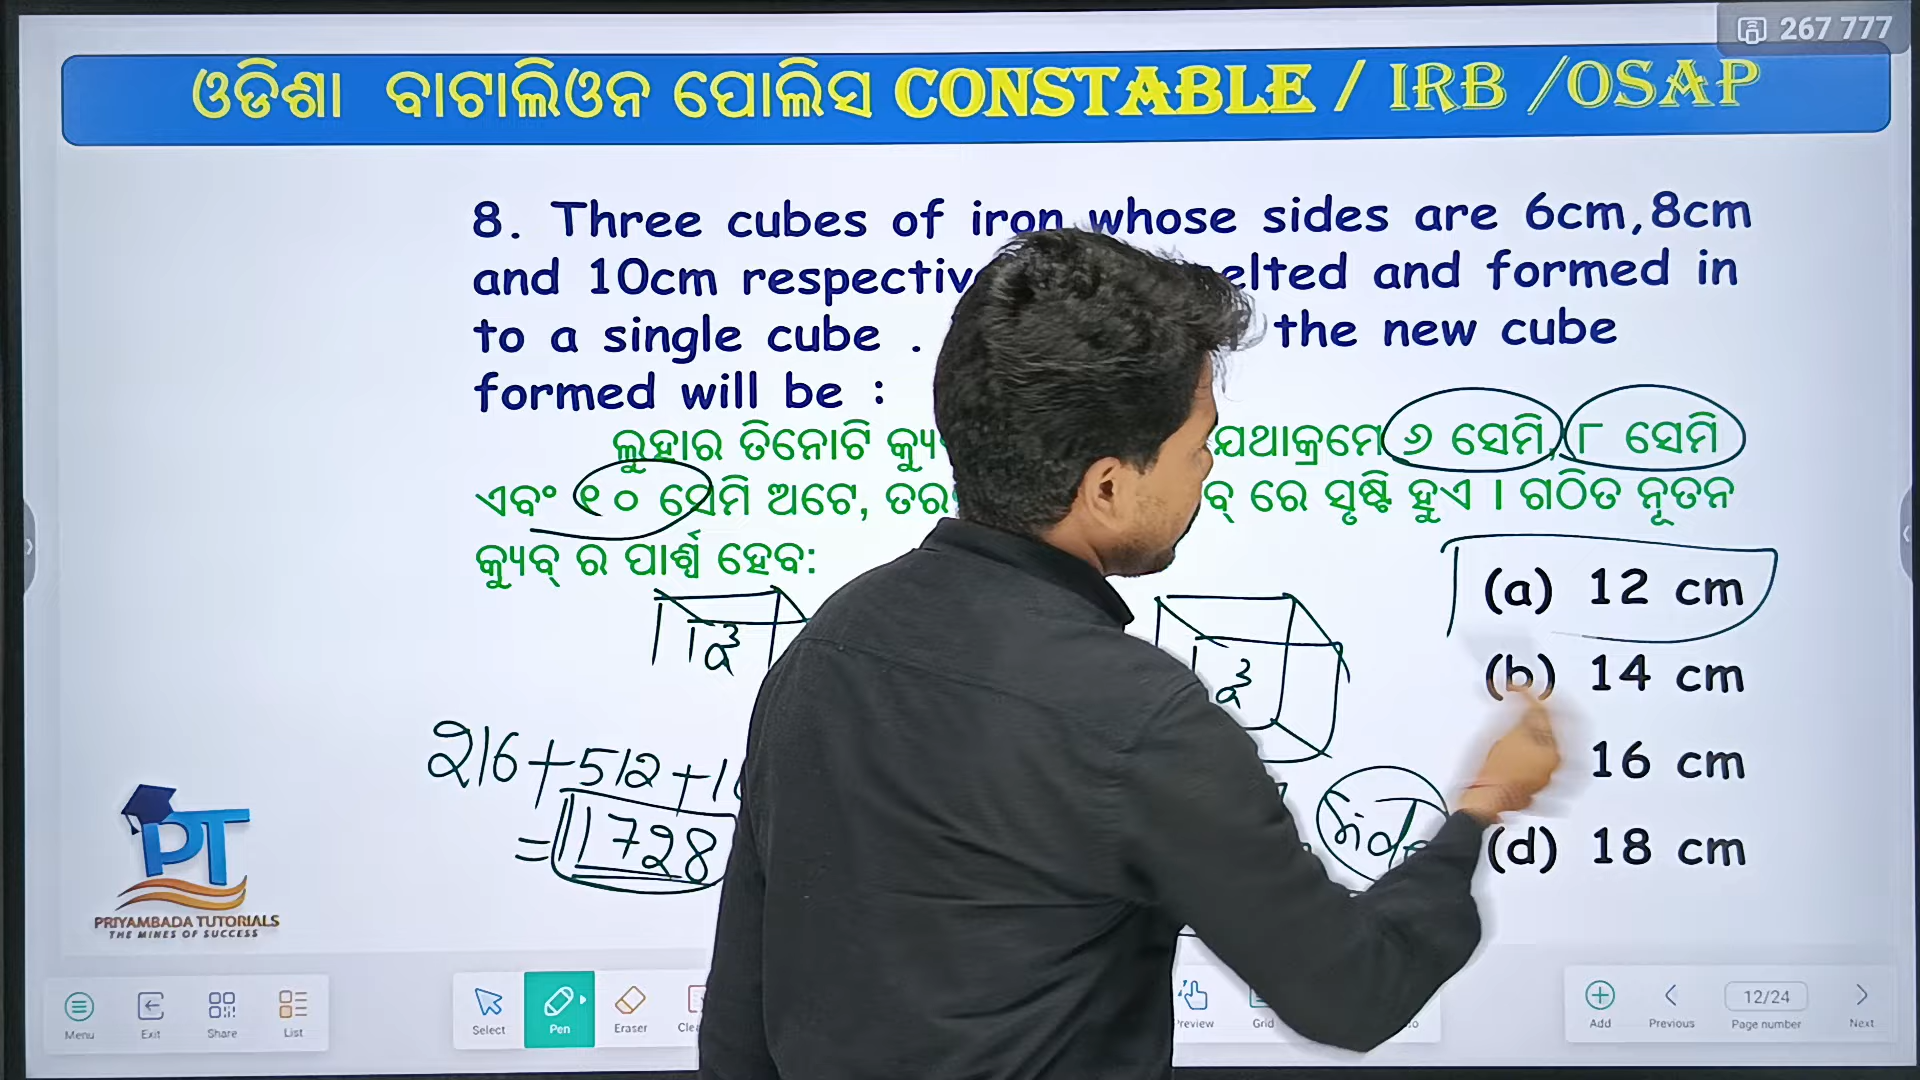 267 777
ଓଡିଶା ବାଟାଲିଓନ ପୋଲିସ CONSTABLE / IRB /OSAP
8. Three cubes of iron whose sides are 6cm,8cm
and 10cm respectiv elted and formed in
to a single cube . the new cube
formed will be :
ଲୁହାର ତିନୋଟି କ୍ୟୁ ଯଥାକ୍ରମେ ୬ ସେମି, ୮ ସେମି
ଏବଂ ୧୦ ସେମି ଅଟେ, ତର ବ୍ ରେ ସୃଷ୍ଟି ହୁଏ । ଗଠିତ ନୂତନ
କ୍ୟୁବ୍ ର ପାର୍ଶ୍ଵ ହେବ:
(a) 12 cm
(b) 14 cm
16 cm
(d) 18 cm
216+512+1
= 1728
PT
PRIYAMBADA TUTORIALS
THE MINES OF SUCCESS
Menu Exit Share List Select Pen Eraser Preview Grid Add Previous 12/24 Page number Next